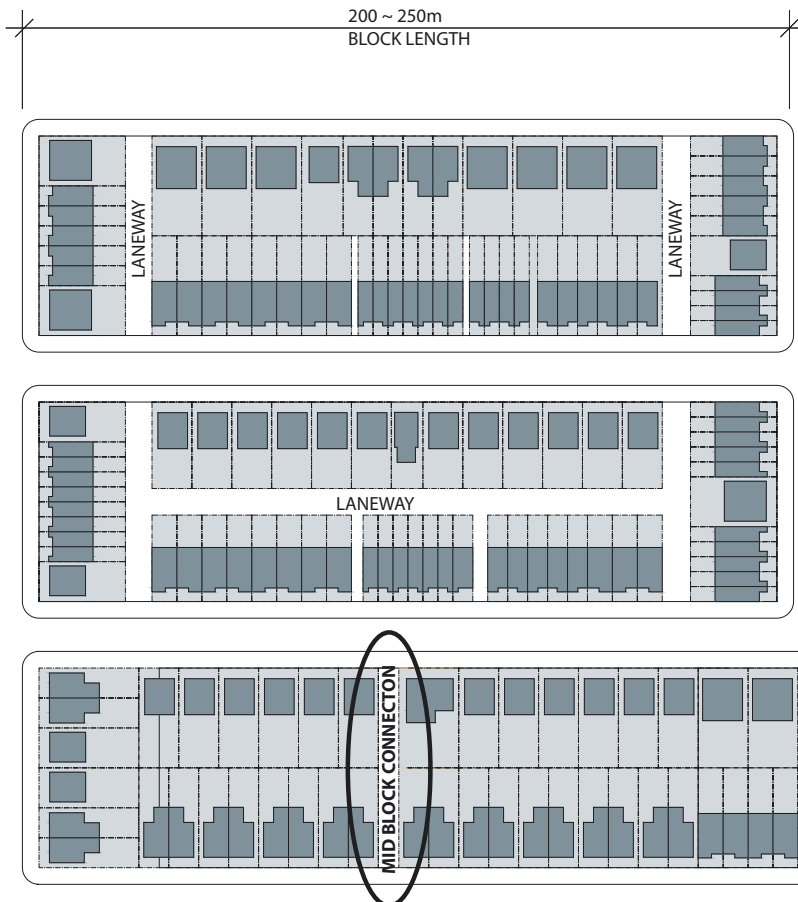 200 ~ 250m
BLOCK LENGTH
LANEWAY
LANEWAY
LANEWAY
MID BLOCK CONNECTON